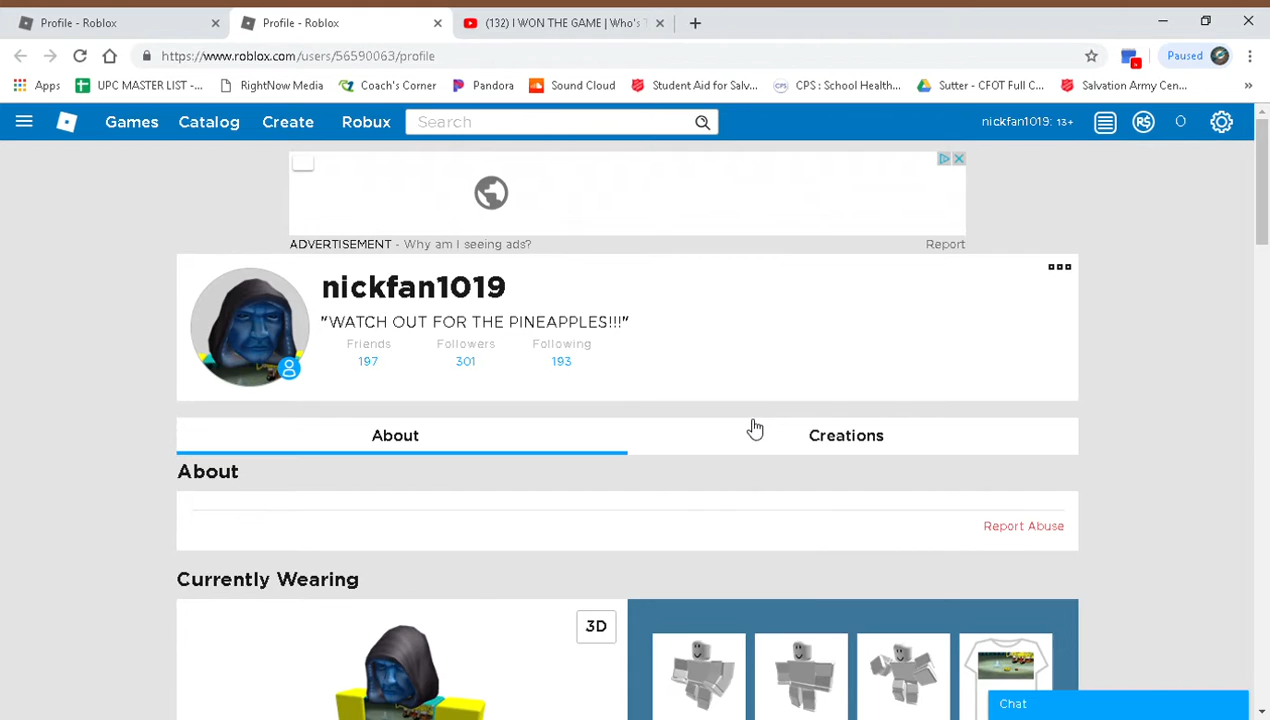 Profile - Roblox
Profile - Roblox
(132) I WON THE GAME | Who's
https://www.roblox.com/users/56590063/profile
Paused
Apps
UPC MASTER LIST -...
RightNow Media
Coach's Corner
Pandora
Sound Cloud
Student Aid for Salv...
CPS : School Health...
Sutter - CFOT Full C...
Salvation Army Cen...
Games
Catalog
Create
Robux
Search
nickfan1019: 13+
R$
0
ADVERTISEMENT - Why am I seeing ads?
Report
nickfan1019
"WATCH OUT FOR THE PINEAPPLES!!!"
Friends
Followers
Following
197
301
193
About
Creations
About
Report Abuse
Currently Wearing
3D
Chat